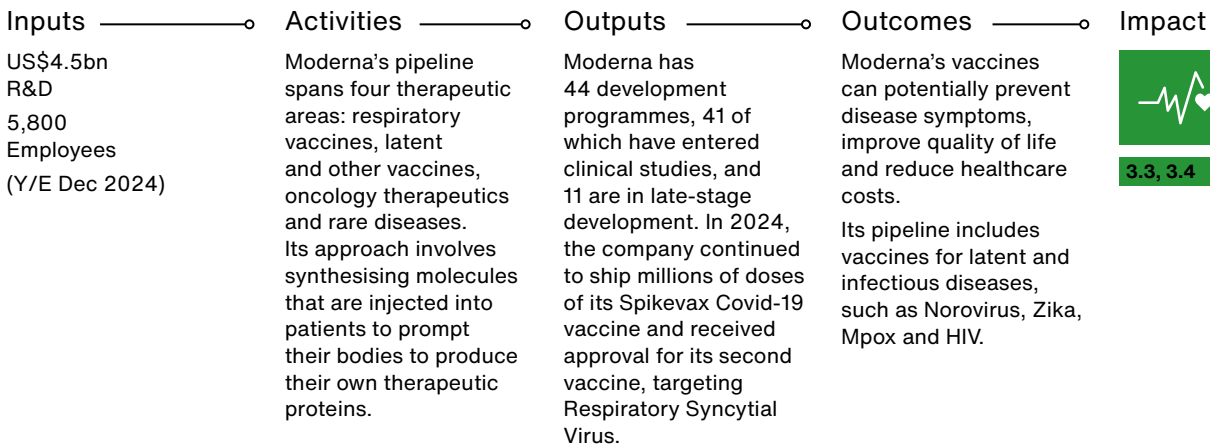 Inputs
US$4.5bn
R&D
5,800
Employees
(Y/E Dec 2024)
Activities
Moderna’s pipeline
spans four therapeutic
areas: respiratory
vaccines, latent
and other vaccines,
oncology therapeutics
and rare diseases.
Its approach involves
synthesising molecules
that are injected into
patients to prompt
their bodies to produce
their own therapeutic
proteins.
Outputs
Moderna has
44 development
programmes, 41 of
which have entered
clinical studies, and
11 are in late-stage
development. In 2024,
the company continued
to ship millions of doses
of its Spikevax Covid-19
vaccine and received
approval for its second
vaccine, targeting
Respiratory Syncytial
Virus.
Outcomes
Moderna’s vaccines
can potentially prevent
disease symptoms,
improve quality of life
and reduce healthcare
costs.
Its pipeline includes
vaccines for latent and
infectious diseases,
such as Norovirus, Zika,
Mpox and HIV.
Impact
3.3, 3.4